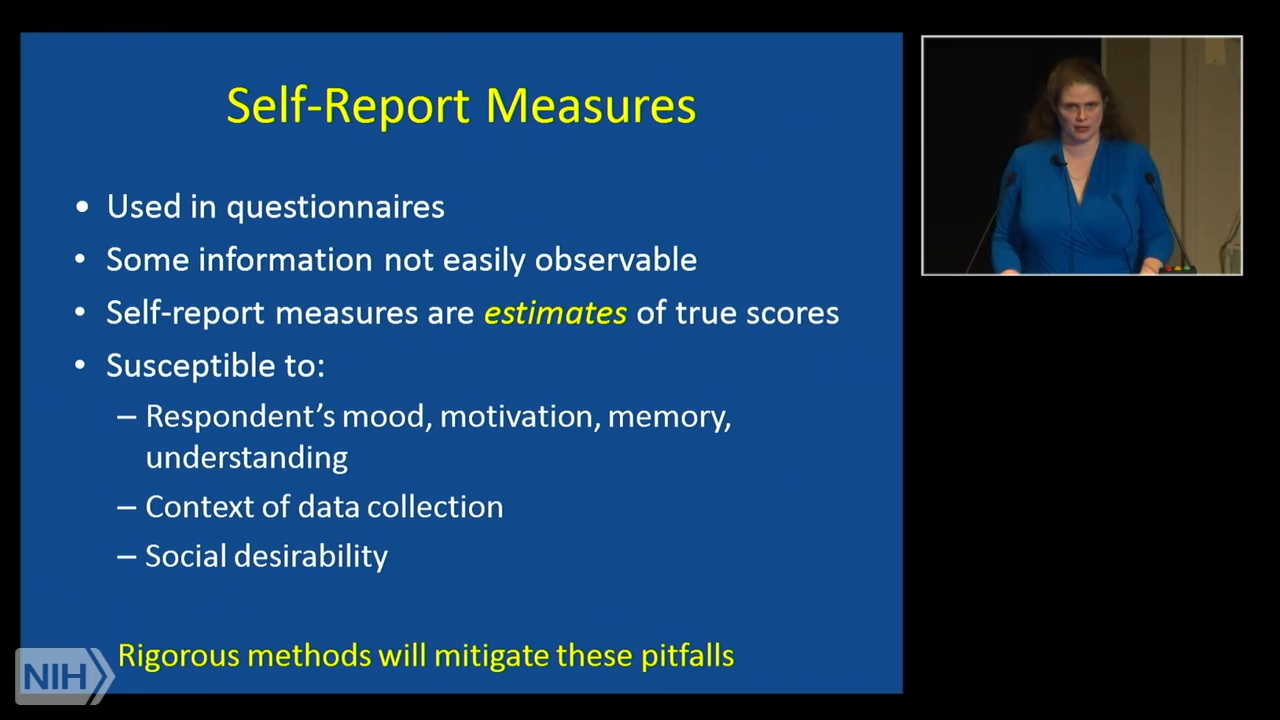 Self-Report Measures
• Used in questionnaires
• Some information not easily observable
• Self-report measures are estimates of true scores
• Susceptible to:
– Respondent’s mood, motivation, memory,
understanding
– Context of data collection
– Social desirability
Rigorous methods will mitigate these pitfalls
NIH